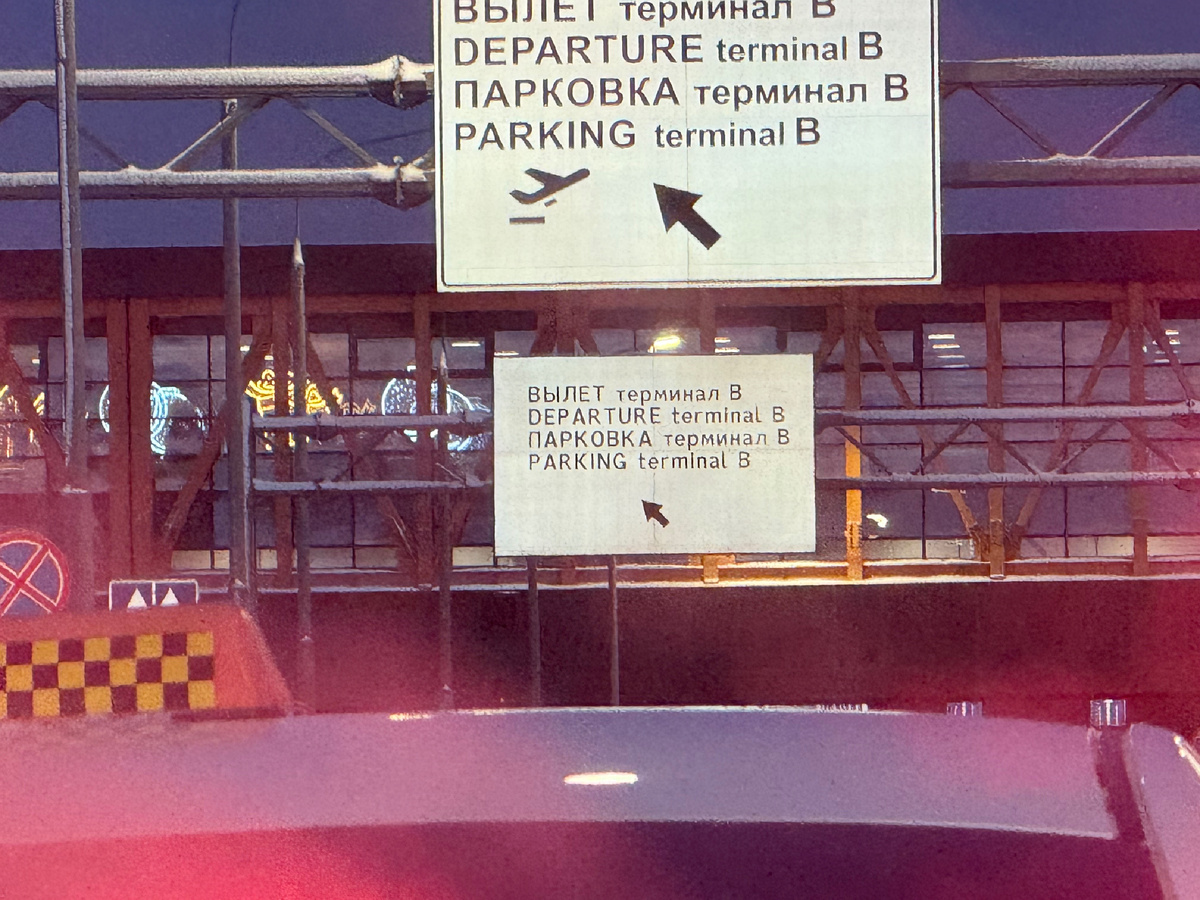 ВЫЛЕТ терминал В
DEPARTURE terminal B
ПАРКОВКА терминал В
PARKING terminal B
ВЫЛЕТ терминал В
DEPARTURE terminal B
ПАРКОВКА терминал В
PARKING terminal B